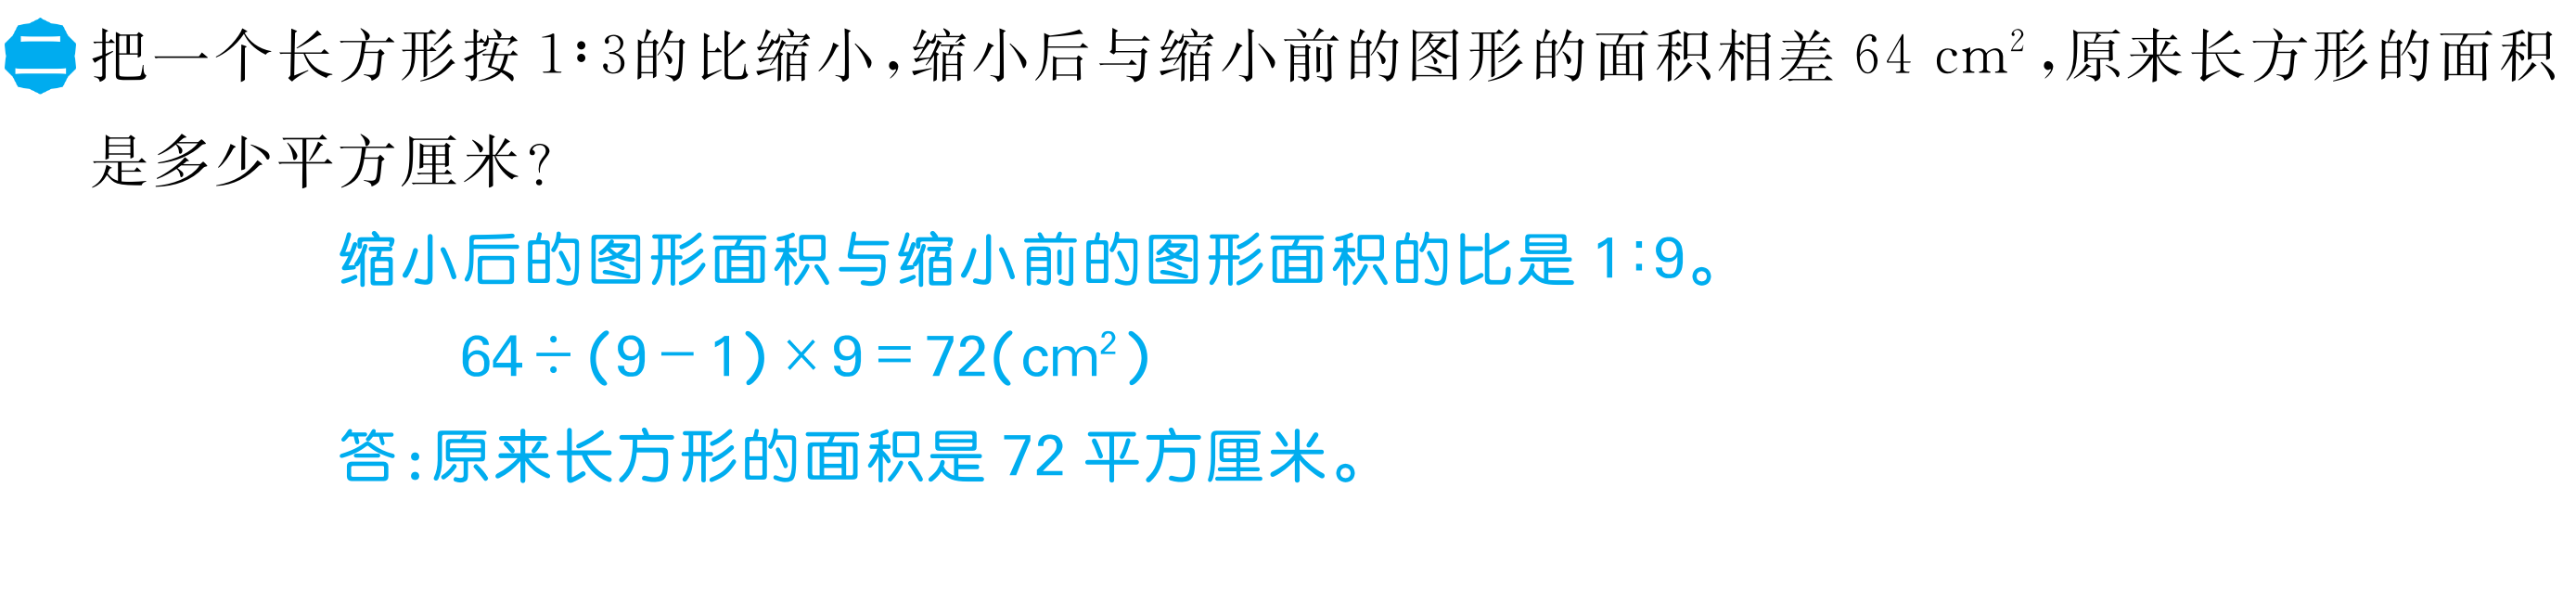 二 把一个长方形按 1∶3的比缩小,缩小后与缩小前的图形的面积相差 64 cm²,原来长方形的面积
是多少平方厘米?
缩小后的图形面积与缩小前的图形面积的比是 1∶9。
64÷(9－1)×9＝72(cm²)
答:原来长方形的面积是 72 平方厘米。